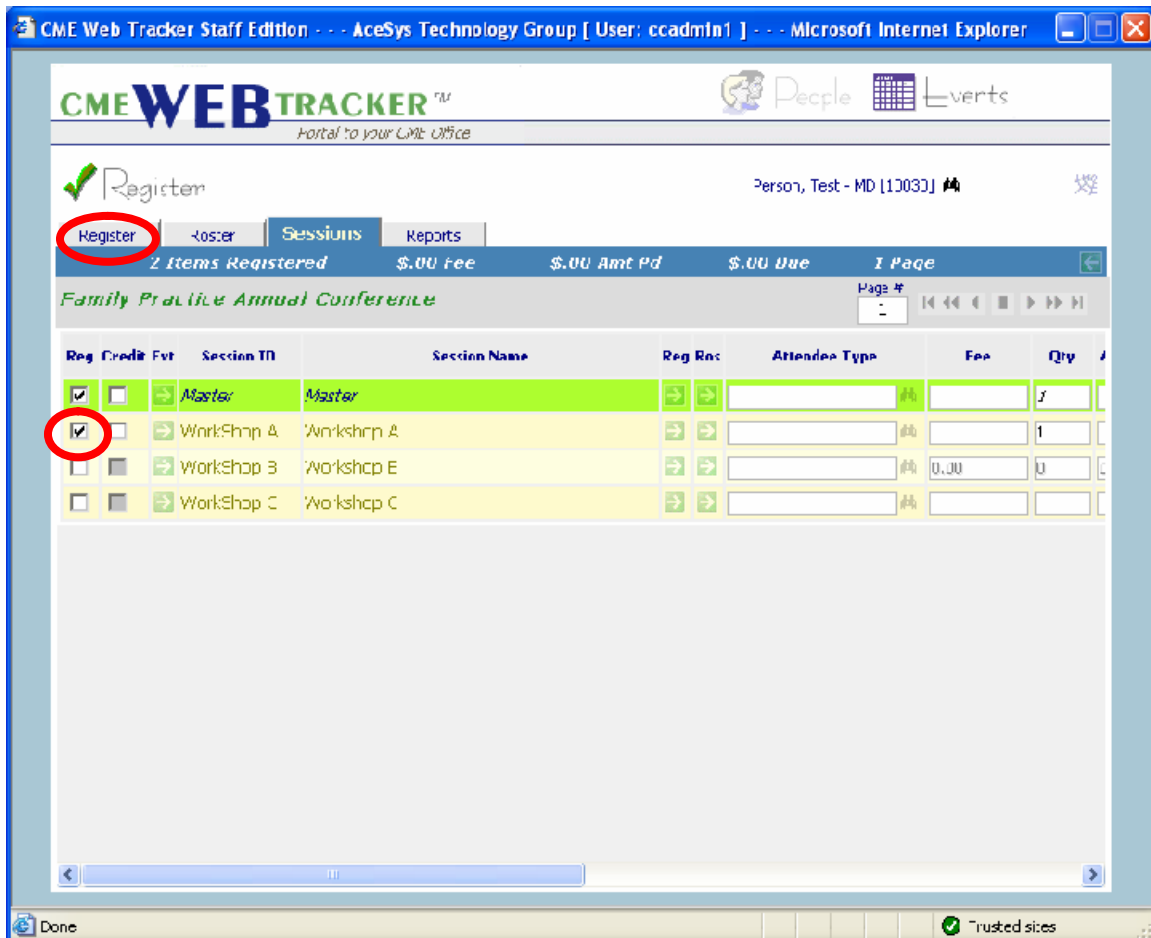 CME Web Tracker Staff Edition - - - AceSys Technology Group [ User: ccadmin1 ] - - - Microsoft Internet Explorer
CMEWEBTRACKER TM
Portal to your CME Office
People Events
Register
Person, Test - MD [10030]
Register Roster Sessions Reports
2 Items Registered $.00 Fee $.00 Amt Pd $.00 Due 1 Page
Family Practice Annual Conference Page #
Reg Credit Evt Session ID Session Name Reg Ros Attendee Type Fee Qty A
Master Master 1
WorkShop A Workshop A 1
WorkShop B Workshop B 0.00 0
WorkShop C Workshop C
Done Trusted sites